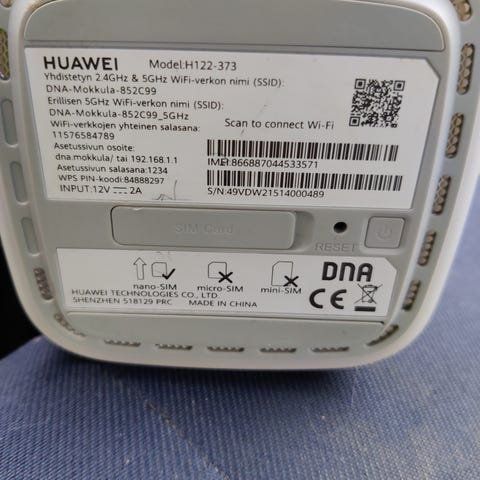 HUAWEI Model:H122-373
Yhdistetyn 2.4GHz & 5GHz WiFi-verkon nimi (SSID):
DNA-Mokkula-852C99
Erillisen 5GHz WiFi-verkon nimi (SSID):
DNA-Mokkula-852C99_5GHz
WiFi-verkkojen yhteinen salasana:
11576584789
Scan to connect Wi-Fi
Asetussivun osoite:
dna.mokkula/ tai 192.168.1.1
Asetussivun salasana:1234
WPS PIN-koodi:84888297
INPUT:12V⎓2A
IMEI:866887044533571
S/N:49VDW21514000489
SIM Card
RESET
nano-SIM micro-SIM mini-SIM
DNA
HUAWEI TECHNOLOGIES CO., LTD.
SHENZHEN 518129 PRC MADE IN CHINA
CE